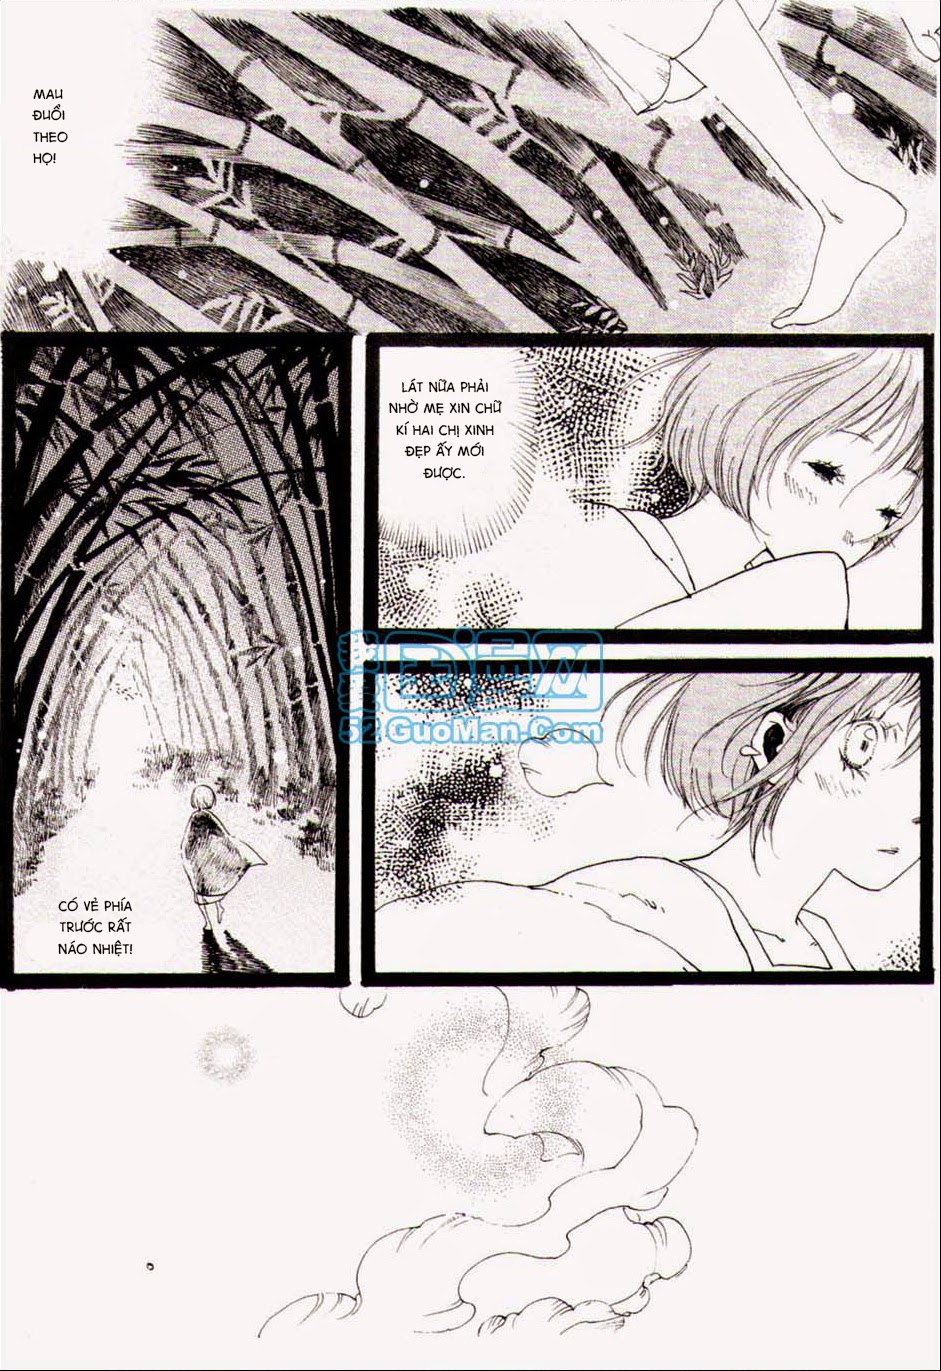 MAU
ĐUỔI
THEO
HỌ!
LÁT NỮA PHẢI
NHỜ MẸ XIN CHỮ
KÍ HAI CHỊ XINH
ĐẸP ẤY MỚI
ĐƯỢC.
CÓ VẺ PHÍA
TRƯỚC RẤT
NÁO NHIỆT!
52GuoMan.Com